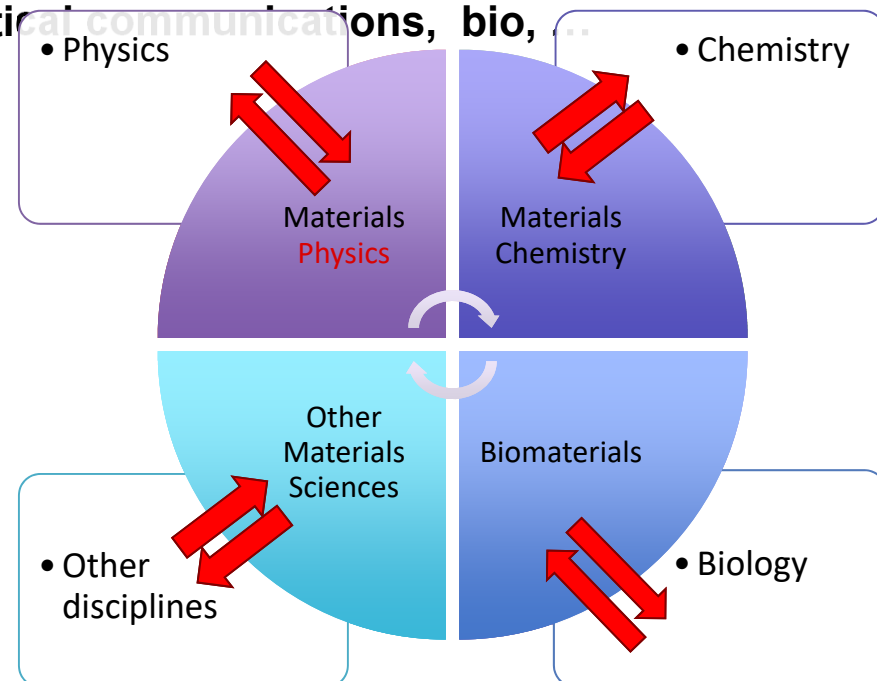 tical communications, bio, ...
• Physics
• Chemistry
Materials
Physics
Materials
Chemistry
Other
Materials
Sciences
Biomaterials
• Other
disciplines
• Biology